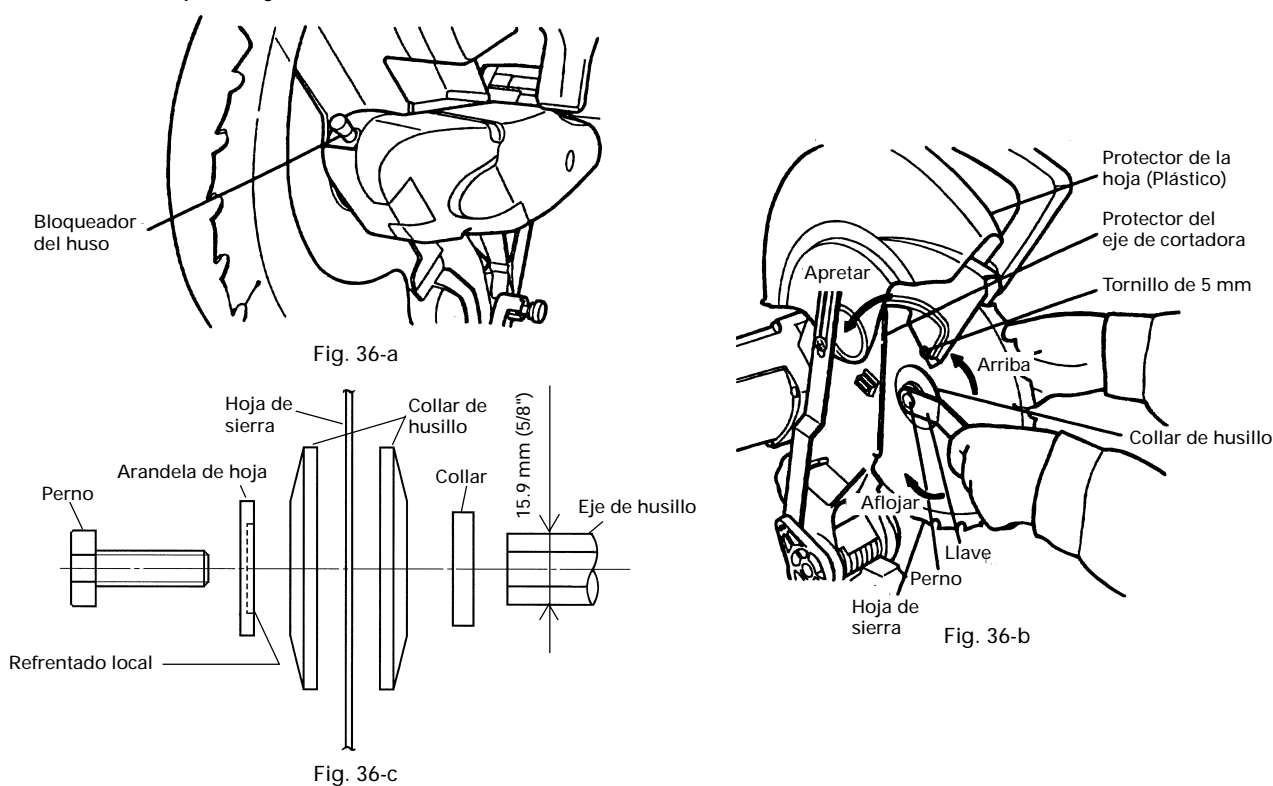 Bloqueador
del huso
Fig. 36-a
Hoja de
sierra
Collar de
husillo
Arandela de hoja
Perno
Collar
15.9 mm (5/8")
Eje de husillo
Refrentado local
Fig. 36-c
Protector de la
hoja (Plástico)
Protector del
eje de cortadora
Apretar
Tornillo de 5 mm
Arriba
Collar de husillo
Aflojar
Llave
Perno
Hoja de
sierra
Fig. 36-b